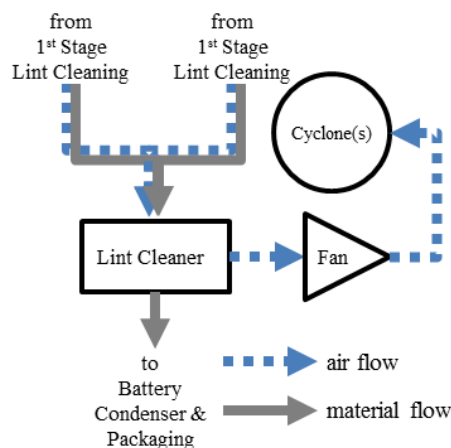 from
1st Stage
Lint Cleaning
from
1st Stage
Lint Cleaning
Cyclone(s)
Lint Cleaner
Fan
to
Battery
Condenser &
Packaging
air flow
material flow